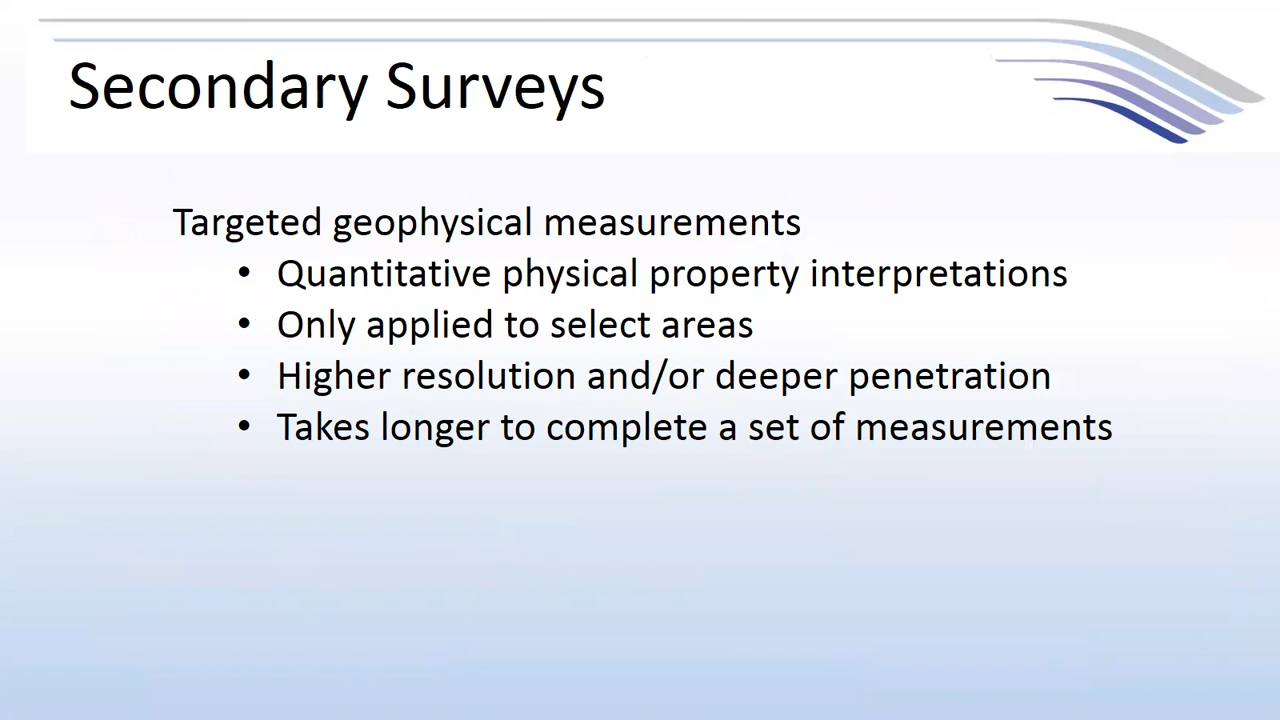 Secondary Surveys
Targeted geophysical measurements
• Quantitative physical property interpretations
• Only applied to select areas
• Higher resolution and/or deeper penetration
• Takes longer to complete a set of measurements